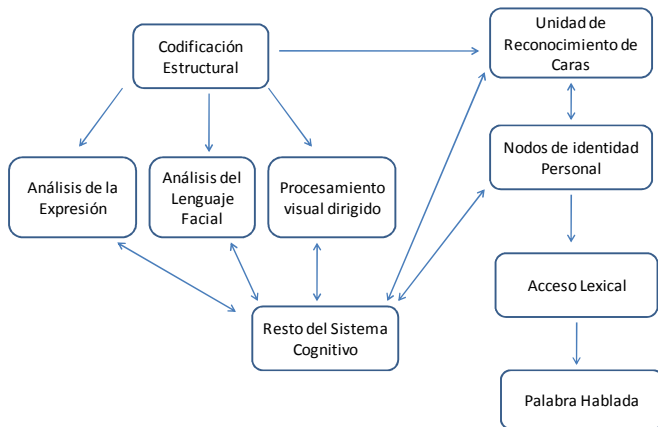 Codificación
Estructural
Unidad de
Reconocimiento de
Caras
Análisis de la
Expresión
Análisis del
Lenguaje
Facial
Procesamiento
visual dirigido
Nodos de identidad
Personal
Resto del Sistema
Cognitivo
Acceso Lexical
Palabra Hablada